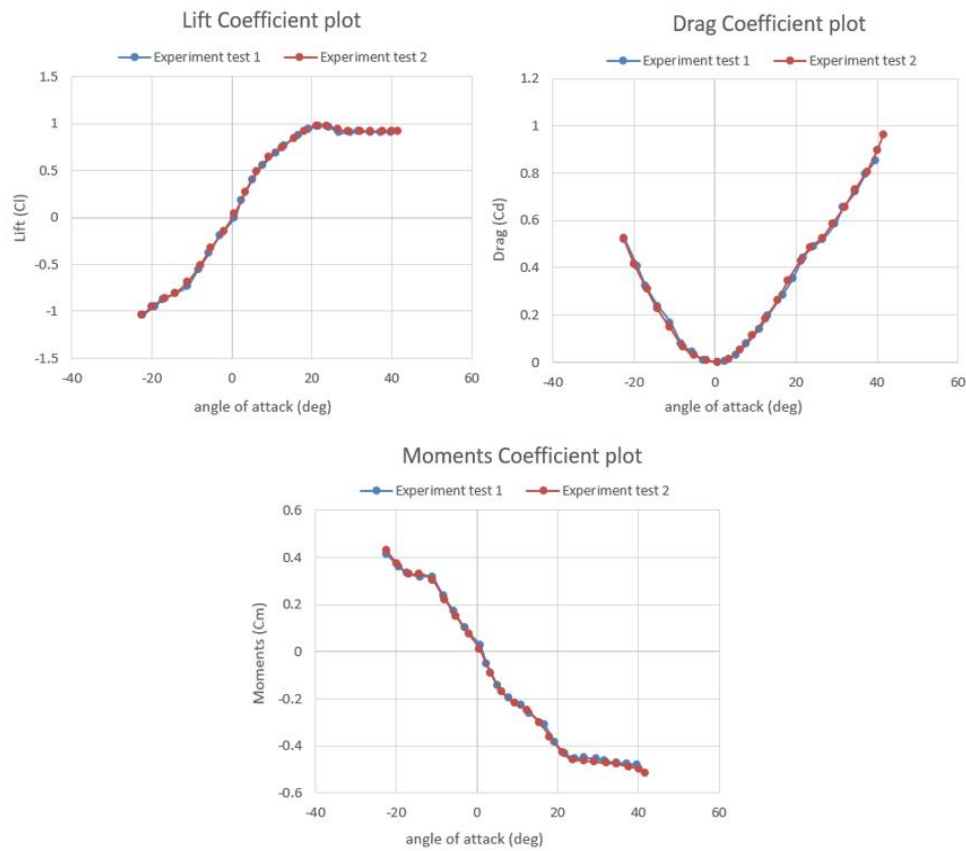 Lift Coefficient plot
Experiment test 1 Experiment test 2
1.5
1
0.5
0
-0.5
-1
-1.5
Lift (Cl)
-40 -20 0 20 40 60
angle of attack (deg)
Drag Coefficient plot
Experiment test 1 Experiment test 2
1.2
1
0.8
0.6
0.4
0.2
0
Drag (Cd)
-40 -20 0 20 40 60
angle of attack (deg)
Moments Coefficient plot
Experiment test 1 Experiment test 2
0.6
0.4
0.2
0
-0.2
-0.4
-0.6
Moments (Cm)
-40 -20 0 20 40 60
angle of attack (deg)